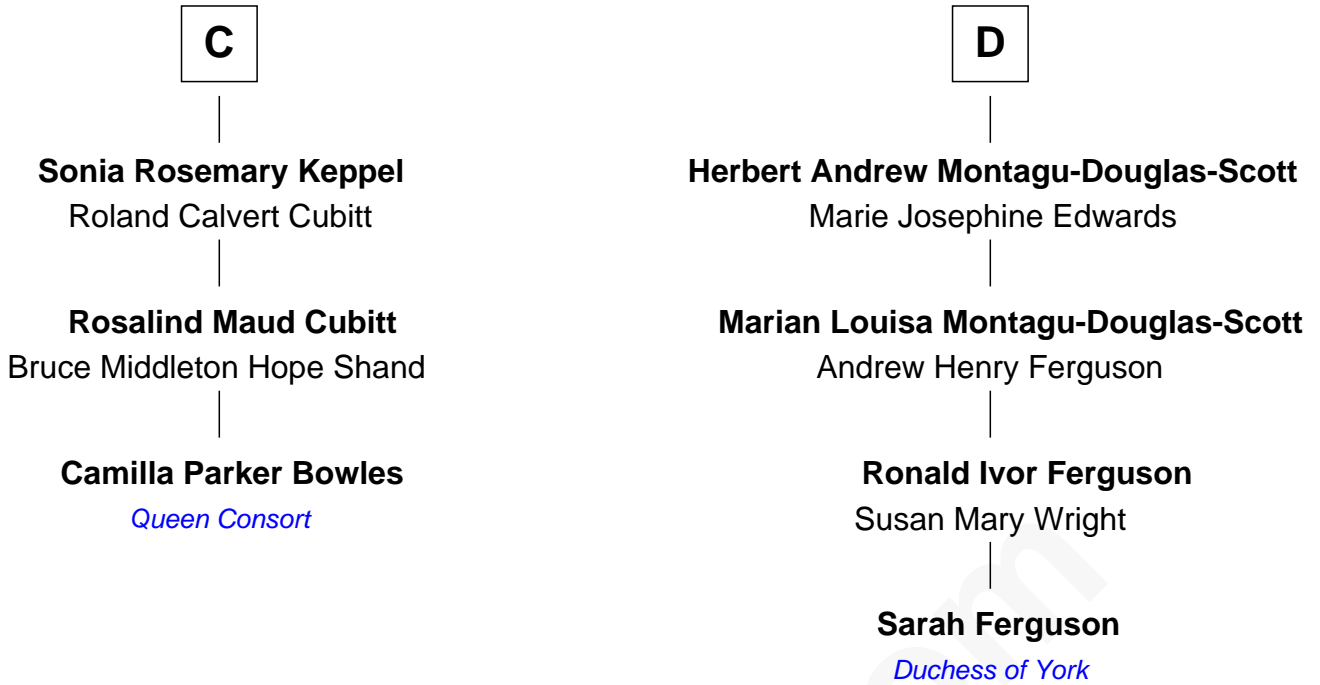 C
Sonia Rosemary Keppel
Roland Calvert Cubitt
Rosalind Maud Cubitt
Bruce Middleton Hope Shand
Camilla Parker Bowles
Queen Consort
D
Herbert Andrew Montagu-Douglas-Scott
Marie Josephine Edwards
Marian Louisa Montagu-Douglas-Scott
Andrew Henry Ferguson
Ronald Ivor Ferguson
Susan Mary Wright
Sarah Ferguson
Duchess of York